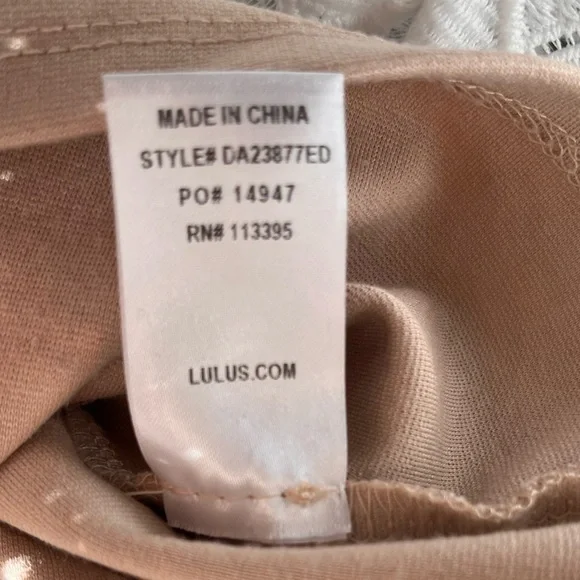 MADE IN CHINA
STYLE# DA23877ED
PO# 14947
RN# 113395
LULUS.COM